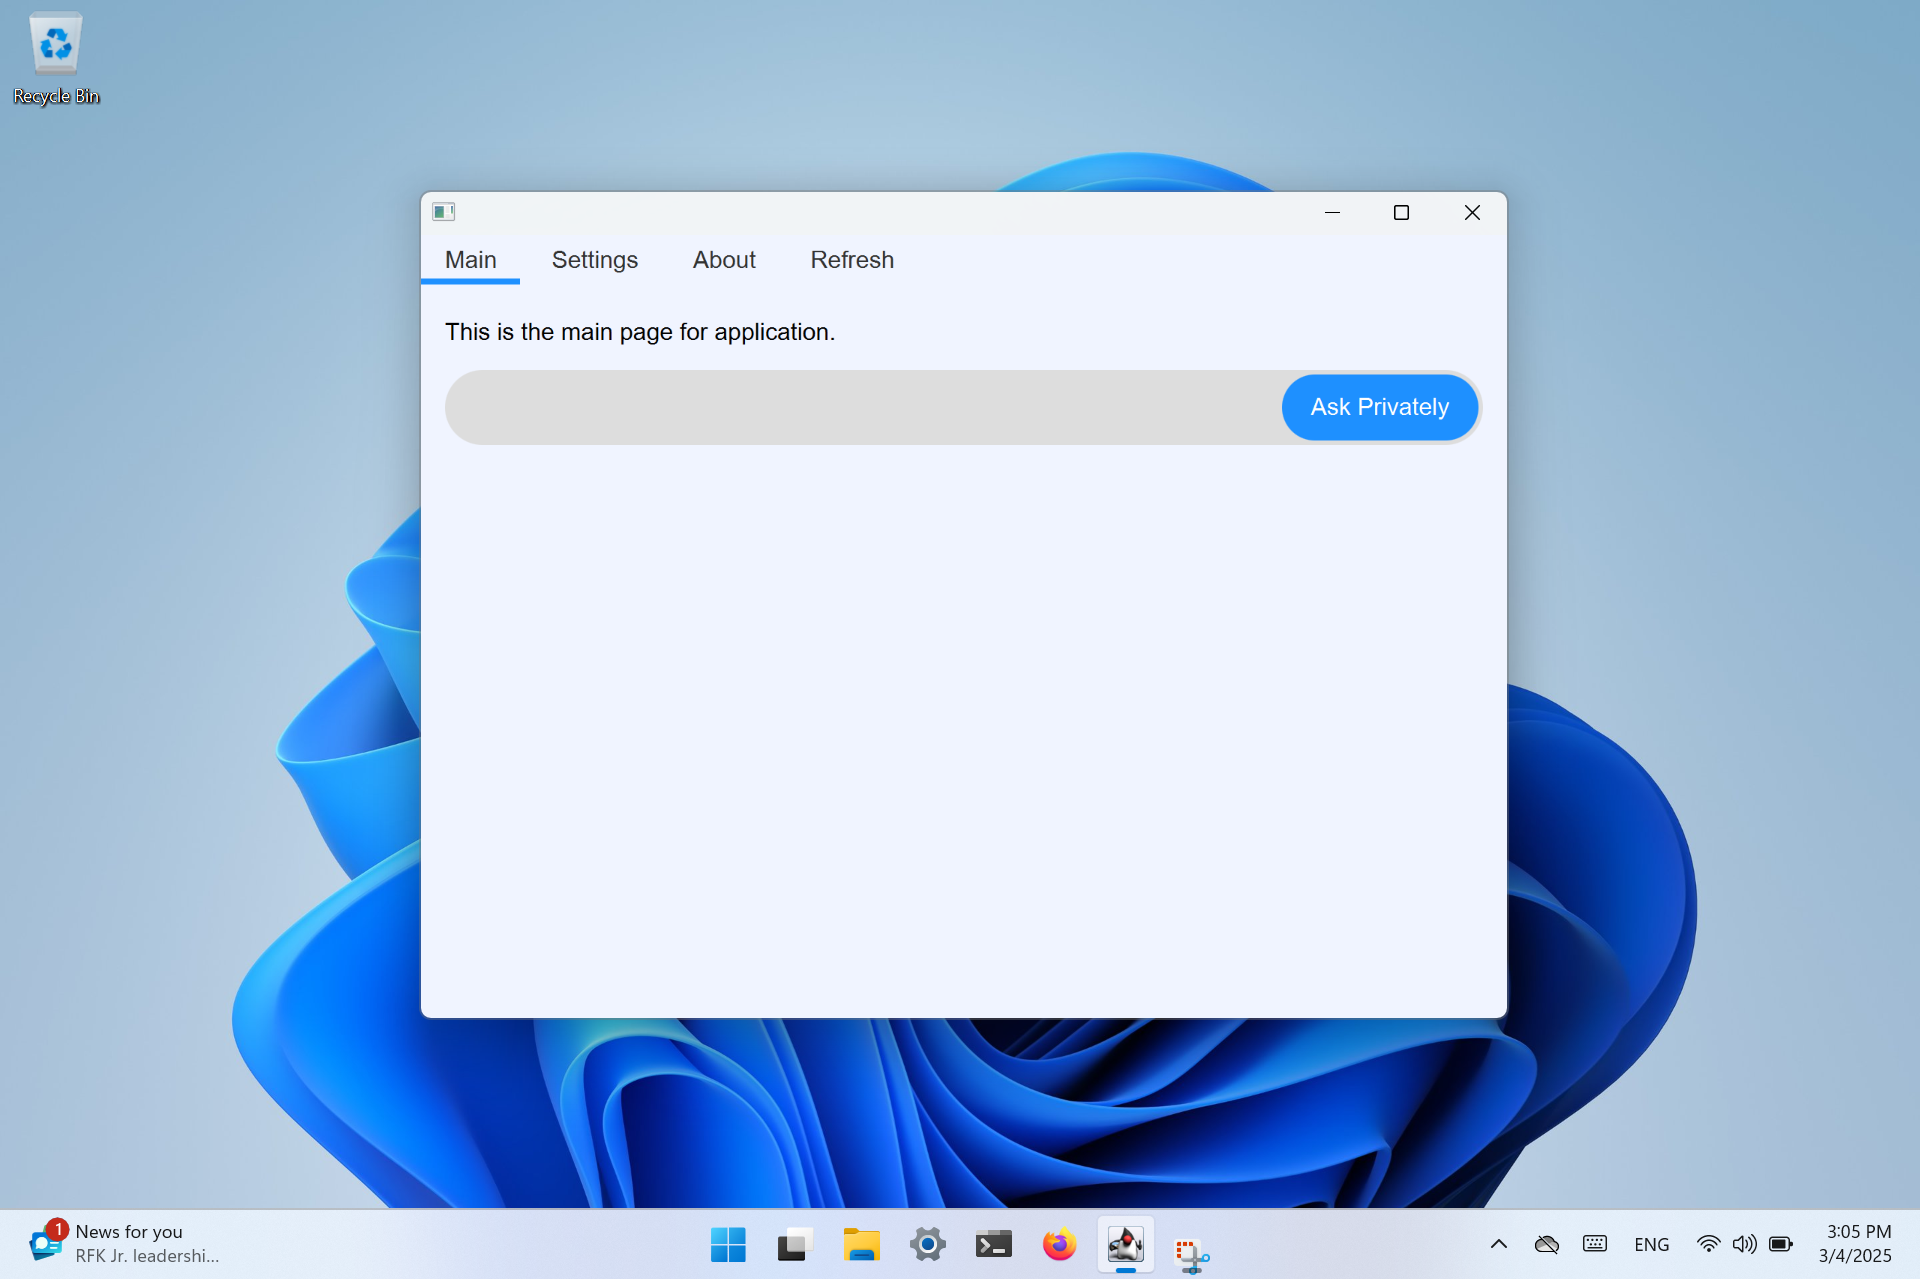 Recycle Bin
Main Settings About Refresh
This is the main page for application.
Ask Privately
1 News for you
RFK Jr. leadershi...
ENG
3:05 PM
3/4/2025